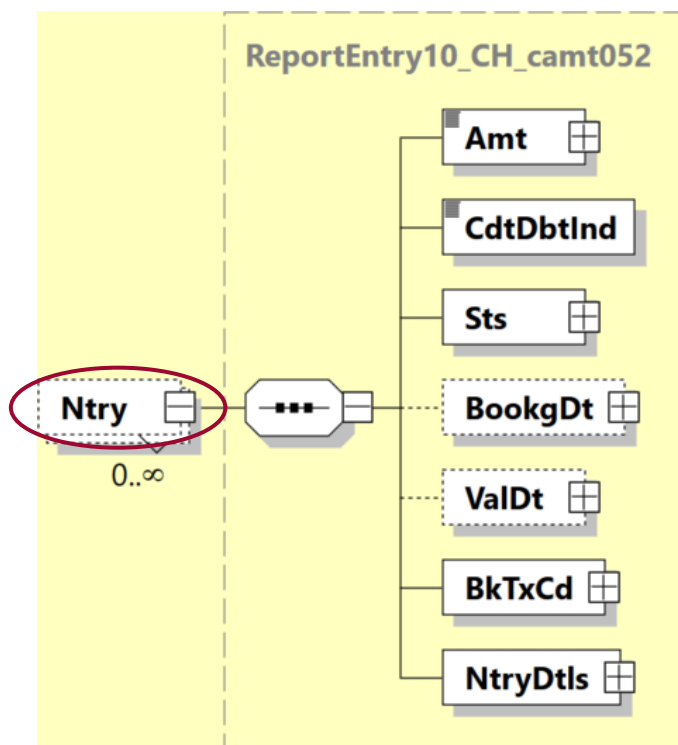 ReportEntry10_CH_camt052
Amt
CdtDbtInd
Sts
Ntry
0..∞
BookgDt
ValDt
BkTxCd
NtryDtls